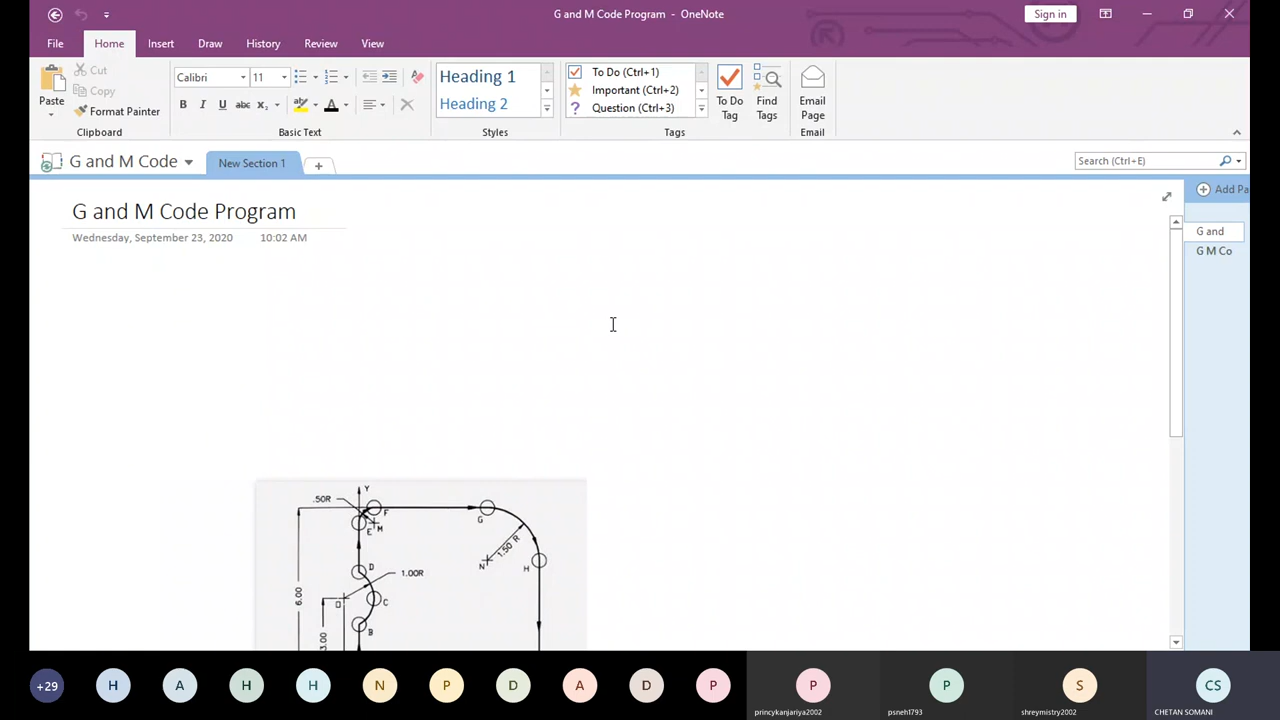 G and M Code Program - OneNote
Sign in
File
Home
Insert
Draw
History
Review
View
Paste
Cut
Copy
Format Painter
Clipboard
Calibri
11
B I U abc X₂
A
Basic Text
Heading 1
Heading 2
Styles
To Do (Ctrl+1)
Important (Ctrl+2)
Question (Ctrl+3)
Tags
To Do
Tag
Find
Tags
Email
Page
Email
G and M Code
New Section 1
Search (Ctrl+E)
Add Pa
G and
G M Co
G and M Code Program
Wednesday, September 23, 2020
10:02 AM
Y
.50R
F
G
E
M
N
1.50 R
H
D
1.00R
6.00
C
B
3.00
+29
H
A
H
H
N
P
D
A
D
P
P
princykanjariya2002
P
psneh1793
S
shreymistry2002
CS
CHETAN SOMANI